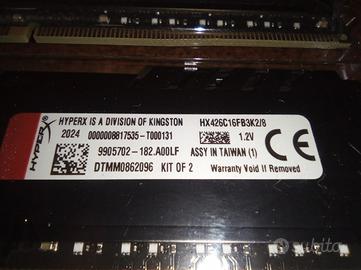 HYPERX
HYPERX IS A DIVISION OF KINGSTON
HX426C16FB3K2/8
2024 0000008817535-T000131
1.2V
9905702-182.A00LF
ASSY IN TAIWAN (1)
CE
DTMM0862096 KIT OF 2
Warranty Void If Removed
subito